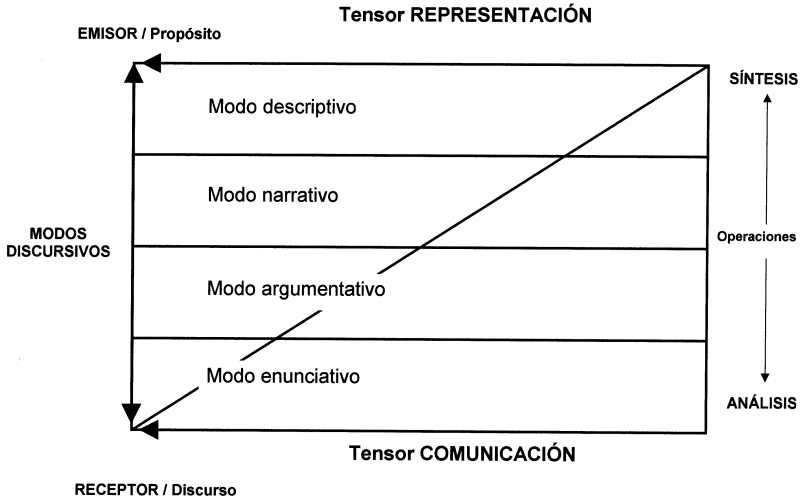 Tensor REPRESENTACIÓN
EMISOR / Propósito
SÍNTESIS
Modo descriptivo
Modo narrativo
MODOS
DISCURSIVOS
Operaciones
Modo argumentativo
Modo enunciativo
ANÁLISIS
Tensor COMUNICACIÓN
RECEPTOR / Discurso